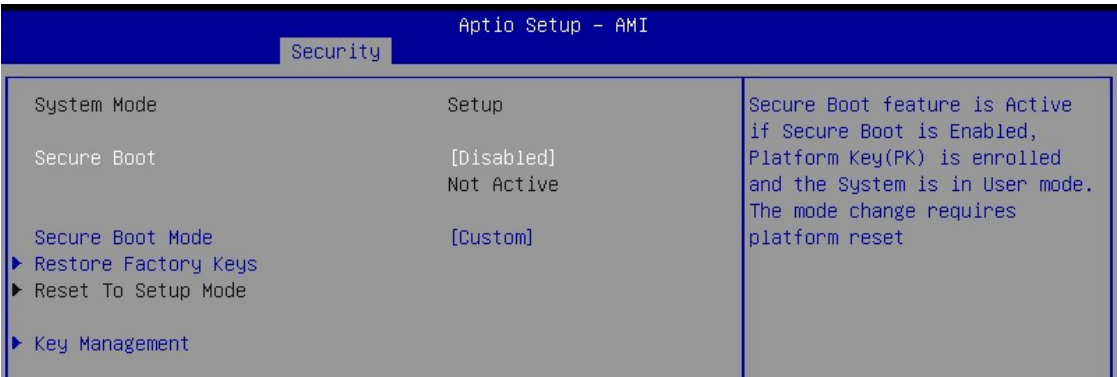 Aptio Setup - AMI
Security
System Mode Setup
Secure Boot [Disabled]
Not Active
Secure Boot Mode [Custom]
Restore Factory Keys
Reset To Setup Mode
Key Management
Secure Boot feature is Active
if Secure Boot is Enabled,
Platform Key(PK) is enrolled
and the System is in User mode.
The mode change requires
platform reset